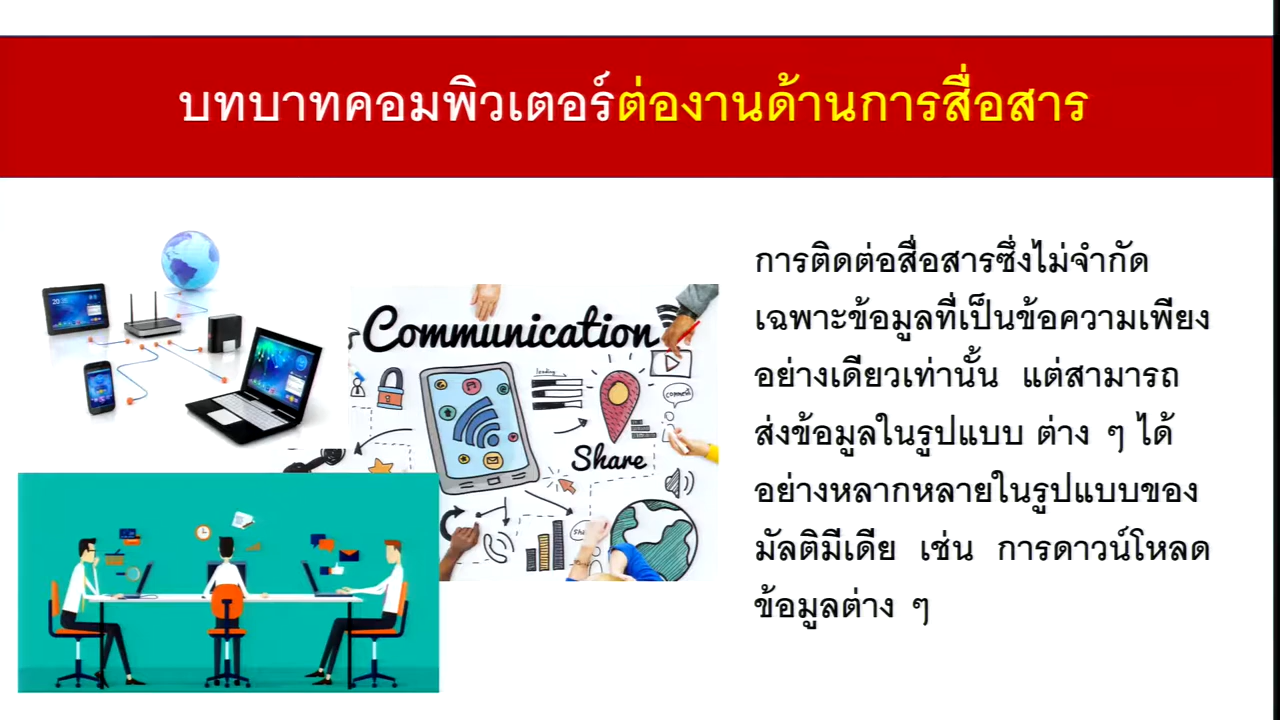 บทบาทคอมพิวเตอร์ต่องานด้านการสื่อสาร
การติดต่อสื่อสารซึ่งไม่จำกัด
เฉพาะข้อมูลที่เป็นข้อความเพียง
อย่างเดียวเท่านั้น แต่สามารถ
ส่งข้อมูลในรูปแบบ ต่าง ๆ ได้
อย่างหลากหลายในรูปแบบของ
มัลติมีเดีย เช่น การดาวน์โหลด
ข้อมูลต่าง ๆ
Communication
loading
comment
Share